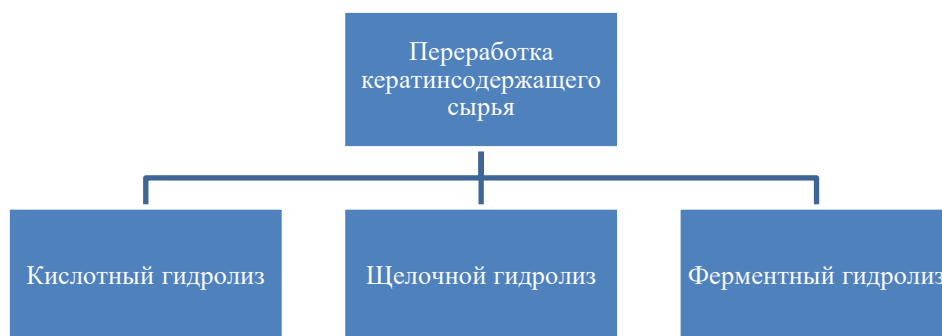 Переработка
кератинсодержащего
сырья
Кислотный гидролиз
Щелочной гидролиз
Ферментный гидролиз